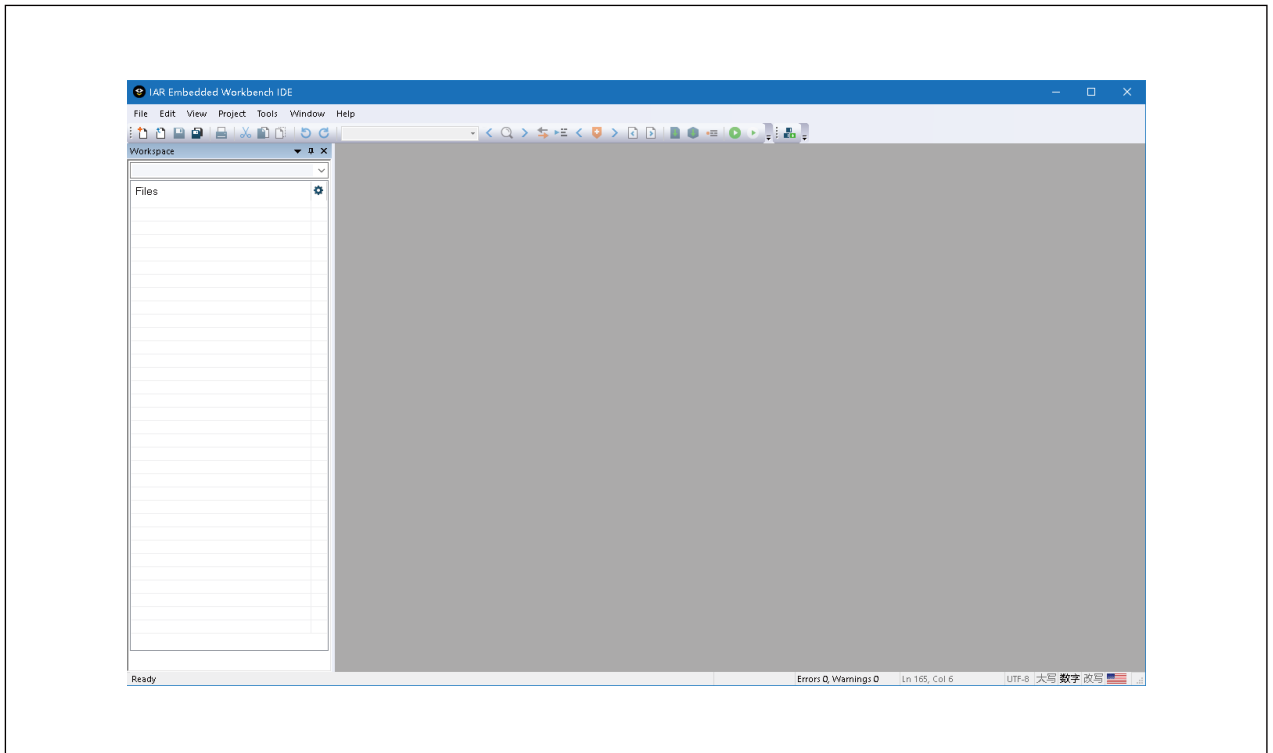 IAR Embedded Workbench IDE
File Edit View Project Tools Window Help
Workspace
Files
Ready Errors 0, Warnings 0 Ln 165, Col 6 UTF-8 大写 数字 改写